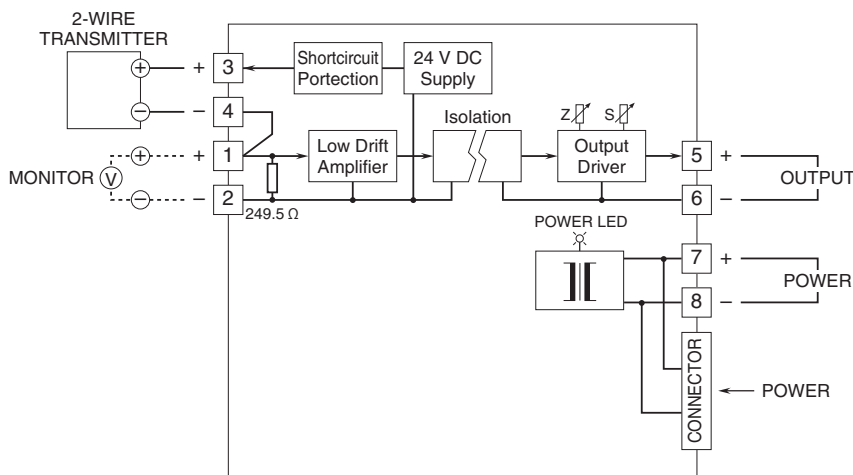 2-WIRE
TRANSMITTER
+
−
+
−
3
4
Shortcircuit
Portection
24 V DC
Supply
Isolation
Z
S
MONITOR
V
+
−
+
−
1
2
249.5 Ω
Low Drift
Amplifier
Output
Driver
5
6
+
−
OUTPUT
POWER LED
7
8
+
−
POWER
CONNECTOR
POWER